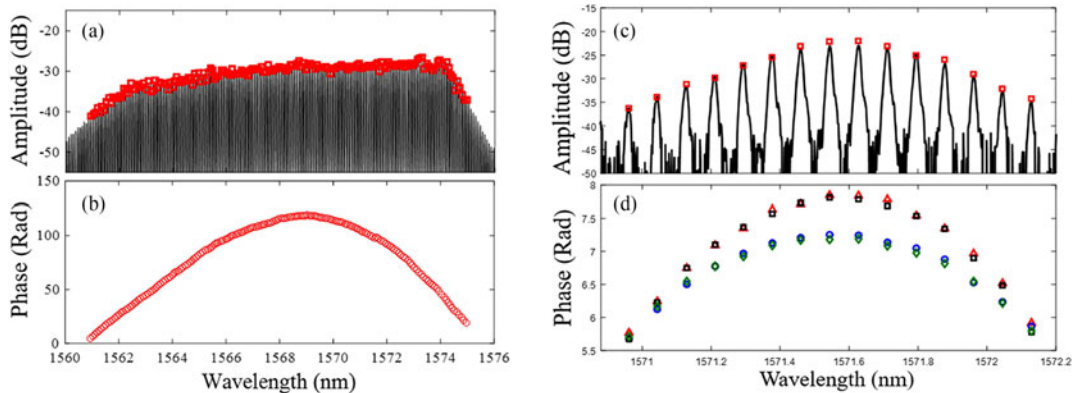 (a)
Amplitude (dB)
-15
-20
-30
-40
-50
(b)
Phase (Rad)
150
100
50
0
1560 1562 1564 1566 1568 1570 1572 1574 1576
Wavelength (nm)
(c)
Amplitude (dB)
-15
-20
-25
-30
-35
-40
-45
-50
(d)
Phase (Rad)
8
7.5
7
6.5
6
5.5
1571 1571.2 1571.4 1571.6 1571.8 1572 1572.2
Wavelength (nm)